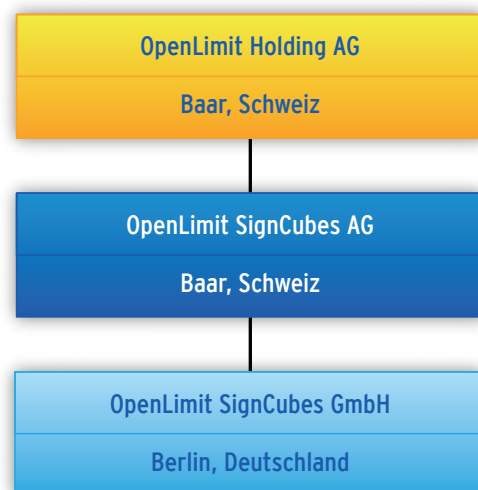 OpenLimit Holding AG
Baar, Schweiz
OpenLimit SignCubes AG
Baar, Schweiz
OpenLimit SignCubes GmbH
Berlin, Deutschland